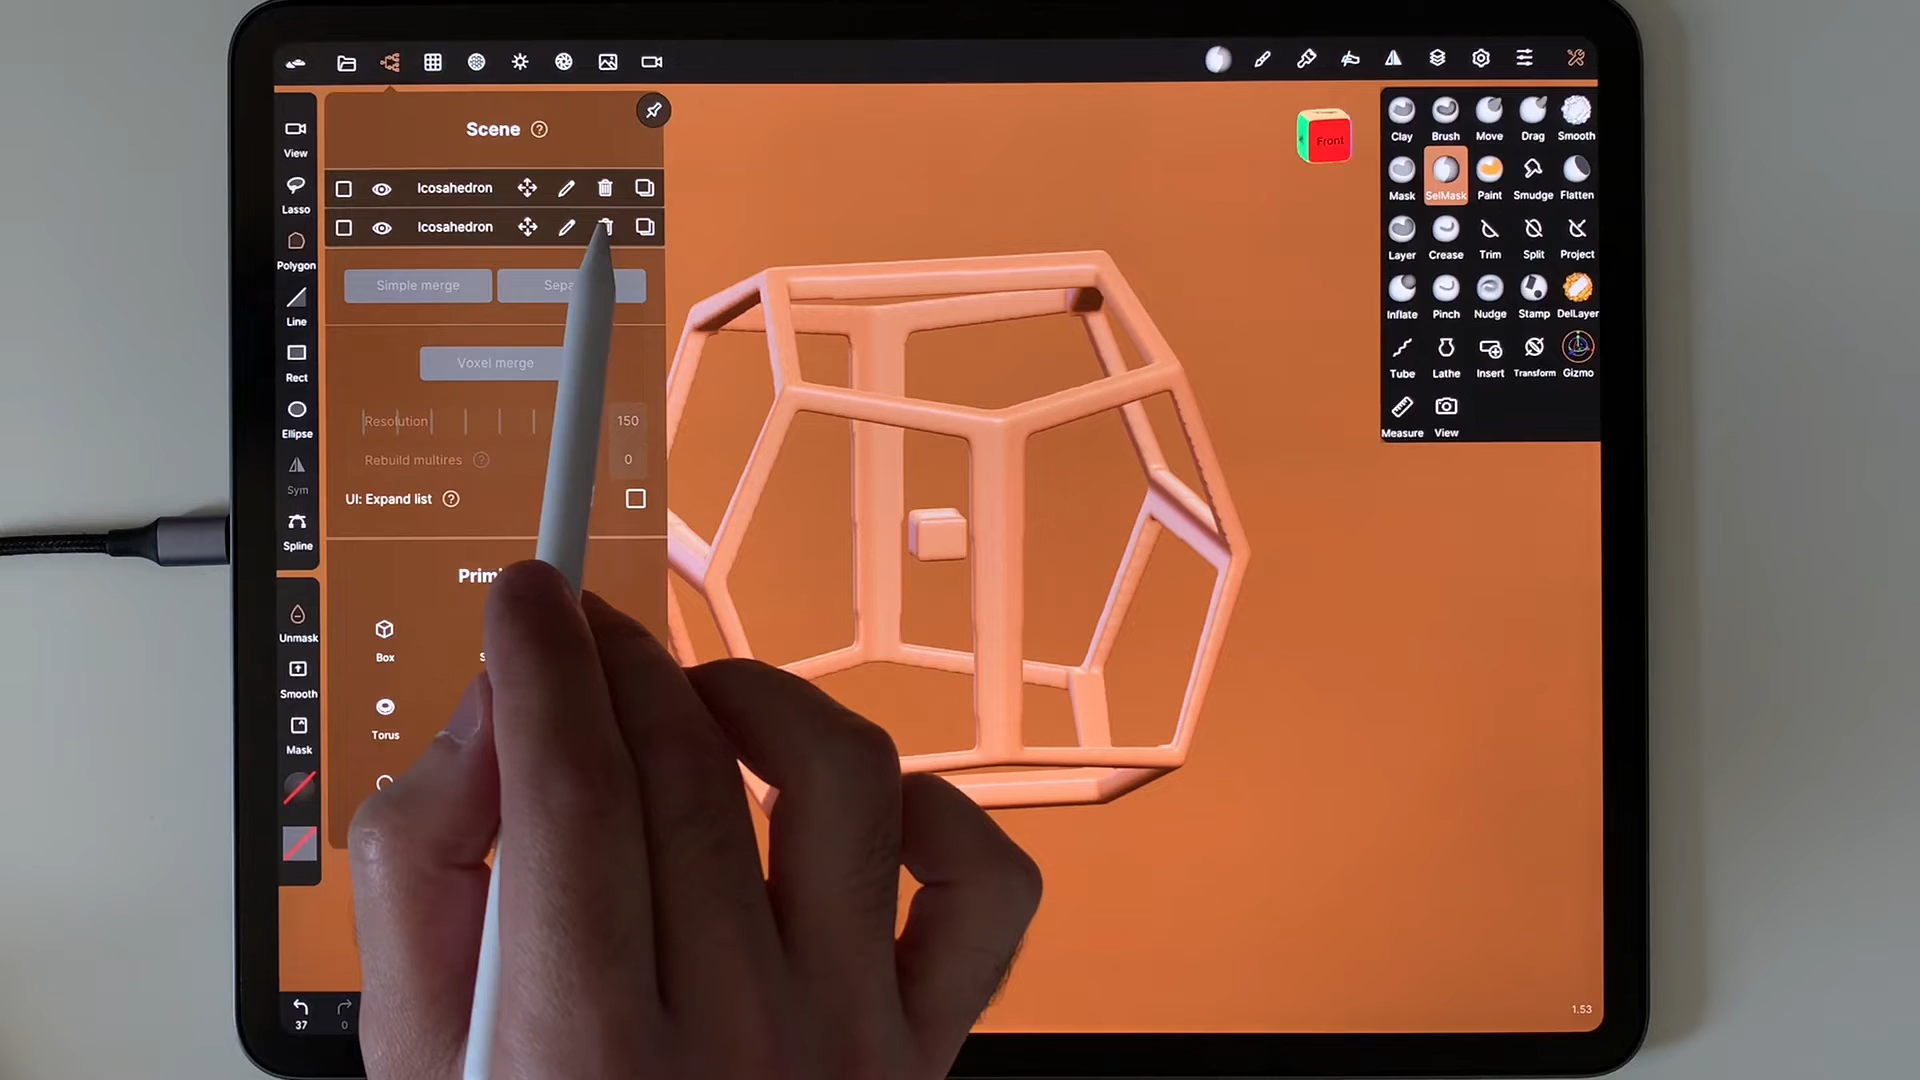 Scene
Icosahedron
Icosahedron
Simple merge
Sepa
Voxel merge
Resolution
150
Rebuild multires
0
UI: Expand list
Primi
Box
S
Torus
View
Lasso
Polygon
Line
Rect
Ellipse
Sym
Spline
Unmask
Smooth
Mask
37
0
Front
Clay Brush Move Drag Smooth
Mask SelMask Paint Smudge Flatten
Layer Crease Trim Split Project
Inflate Pinch Nudge Stamp DelLayer
Tube Lathe Insert Transform Gizmo
Measure View
1.53